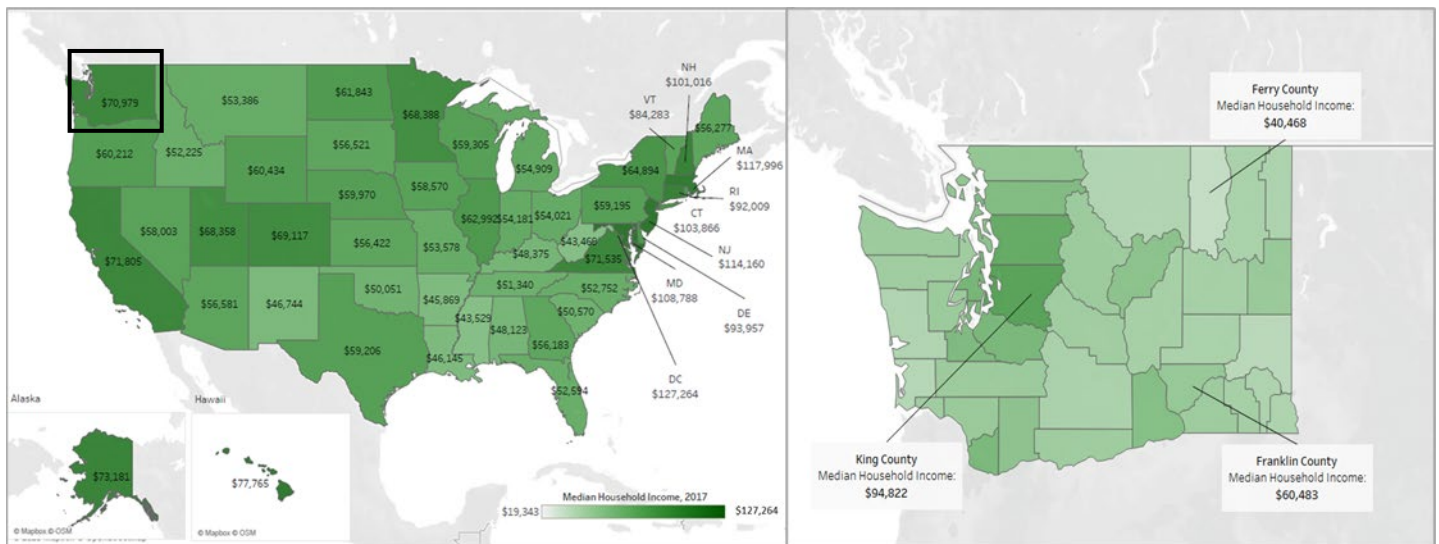 $70,979
$53,386
$61,843
$68,388
NH
$101,016
VT
$84,283
$56,277
$60,212
$52,225
$56,521
$59,305
$54,909
$64,894
MA
$117,996
$60,434
$59,970
$58,570
$59,195
RI
$92,009
$58,003
$68,358
$69,117
$62,992
$54,181
$54,021
CT
$103,866
$71,805
$56,422
$53,578
$48,375
$43,469
$71,535
NJ
$114,160
$56,581
$46,744
$50,051
$51,340
$52,752
MD
$108,788
$45,869
$43,529
$48,123
$50,570
DE
$93,957
$59,206
$46,145
$56,183
$52,594
DC
$127,264
Alaska
Hawaii
$73,181
$77,765
Median Household Income, 2017
$19,343
$127,264
© Mapbox © OSM
© Mapbox © OSM
Ferry County
Median Household Income:
$40,468
King County
Median Household Income:
$94,822
Franklin County
Median Household Income:
$60,483